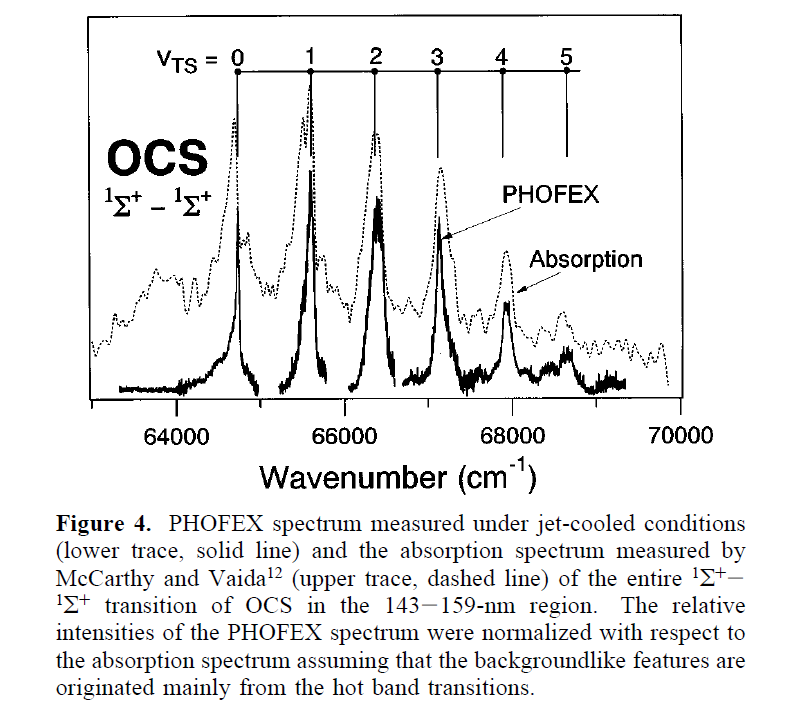 V_TS = 0 1 2 3 4 5
OCS
¹Σ⁺ – ¹Σ⁺
PHOFEX
Absorption
64000 66000 68000 70000
Wavenumber (cm⁻¹)
Figure 4. PHOFEX spectrum measured under jet-cooled conditions
(lower trace, solid line) and the absorption spectrum measured by
McCarthy and Vaida¹² (upper trace, dashed line) of the entire ¹Σ⁺−
¹Σ⁺ transition of OCS in the 143−159-nm region. The relative
intensities of the PHOFEX spectrum were normalized with respect to
the absorption spectrum assuming that the backgroundlike features are
originated mainly from the hot band transitions.